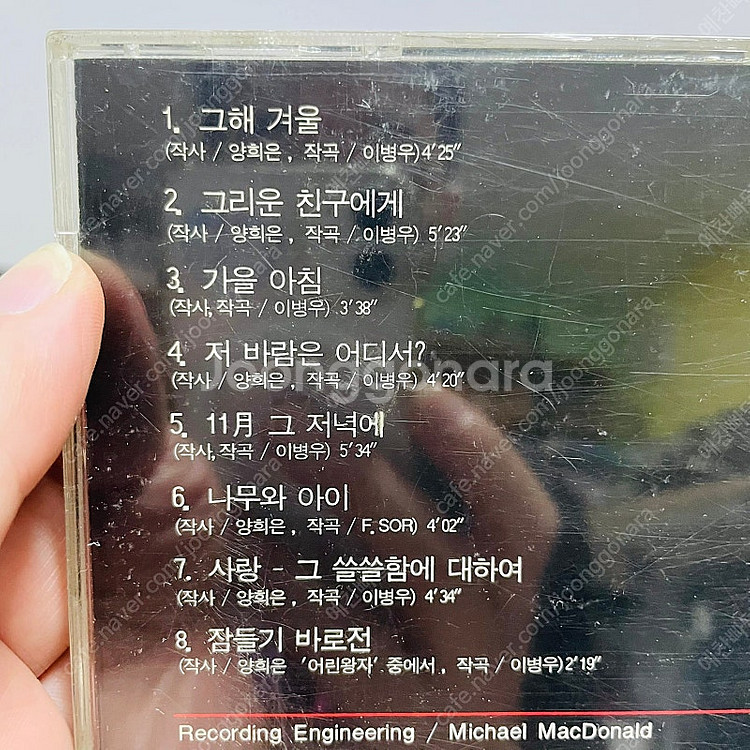 1. 그해 겨울
(작사 / 양희은 , 작곡 / 이병우) 4'25"
2. 그리운 친구에게
(작사 / 양희은 , 작곡 / 이병우) 5'23"
3. 가을 아침
(작사,작곡 / 이병우) 3'38"
4. 저 바람은 어디서?
(작사 / 양희은 , 작곡 / 이병우) 4'20"
5. 11月 그 저녁에
(작사,작곡 / 이병우) 5'34"
6. 나무와 아이
(작사 / 양희은 , 작곡 / F. SOR) 4'02"
7. 사랑 - 그 쓸쓸함에 대하여
(작사 / 양희은 , 작곡 / 이병우) 4'34"
8. 잠들기 바로전
(작사 / 양희은 '어린왕자' 중에서 , 작곡 / 이병우) 2'19"
Recording Engineering / Michael MacDonald
Joonggonara
cafe.naver.com/joonggonara